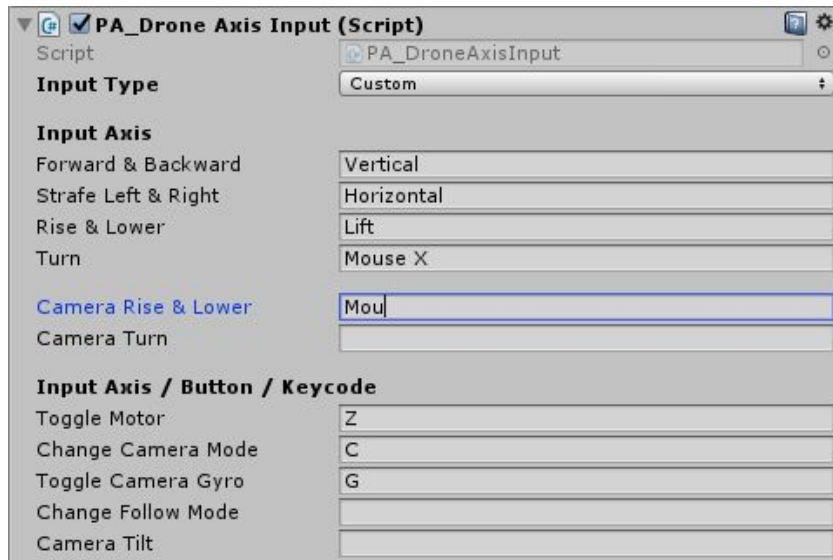 PA_Drone Axis Input (Script)
Script PA_DroneAxisInput
Input Type Custom
Input Axis
Forward & Backward Vertical
Strafe Left & Right Horizontal
Rise & Lower Lift
Turn Mouse X
Camera Rise & Lower Mou
Camera Turn
Input Axis / Button / Keycode
Toggle Motor Z
Change Camera Mode C
Toggle Camera Gyro G
Change Follow Mode
Camera Tilt